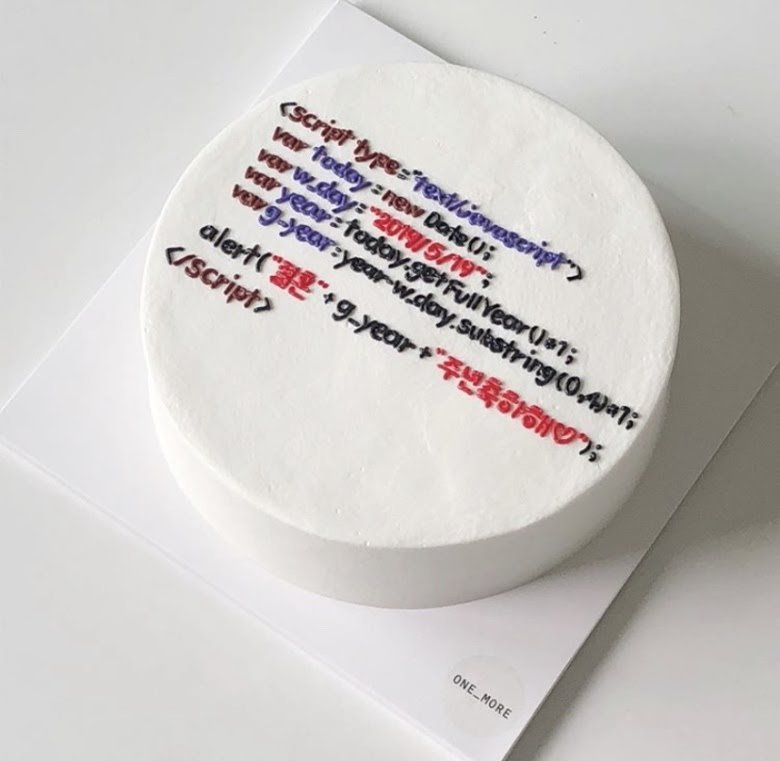 <script type="text/javascript">
var today = new Date();
var w_day = "2019/5/19";
var year = today.getFullYear()*1;
var g_year = year-w_day.substring(0,4)*1;
alert("결혼" + g_year + "주년축하해♡");
</script>
ONE_MORE